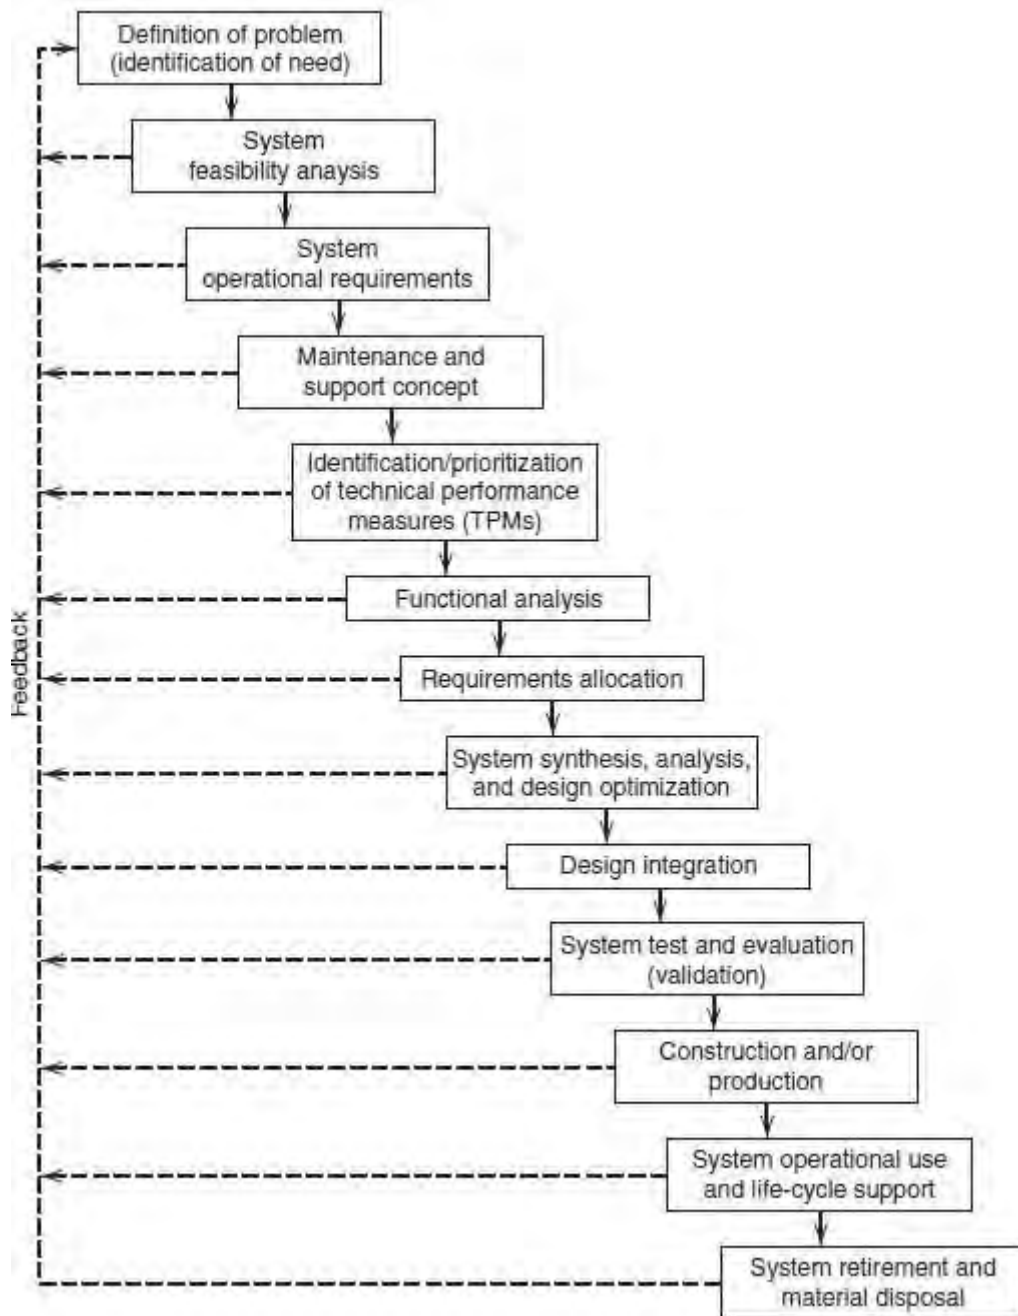 Definition of problem
(identification of need)
System
feasibility anaysis
System
operational requirements
Maintenance and
support concept
Identification/prioritization
of technical performance
measures (TPMs)
Functional analysis
Feedback
Requirements allocation
System synthesis, analysis,
and design optimization
Design integration
System test and evaluation
(validation)
Construction and/or
production
System operational use
and life-cycle support
System retirement and
material disposal